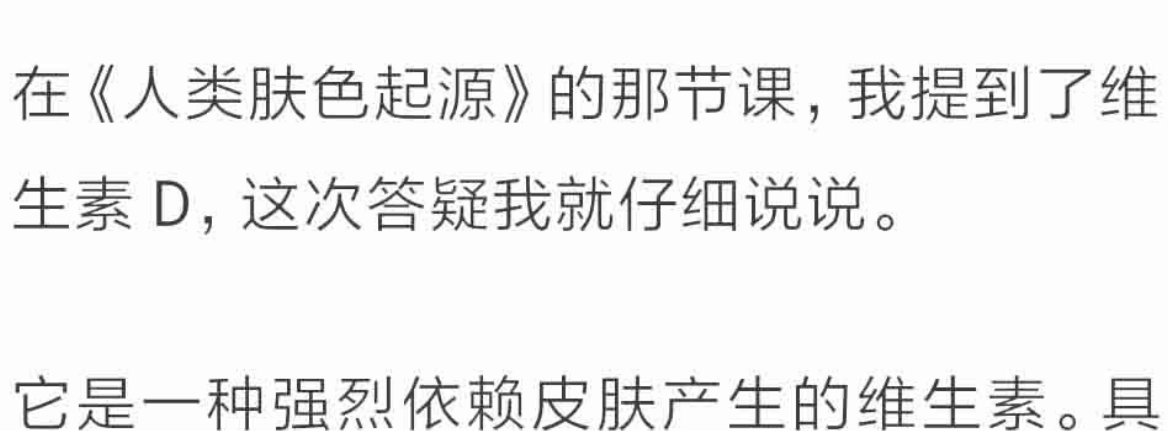 在《人类肤色起源》的那节课，我提到了维
生素 D，这次答疑我就仔细说说。
它是一种强烈依赖皮肤产生的维生素。具